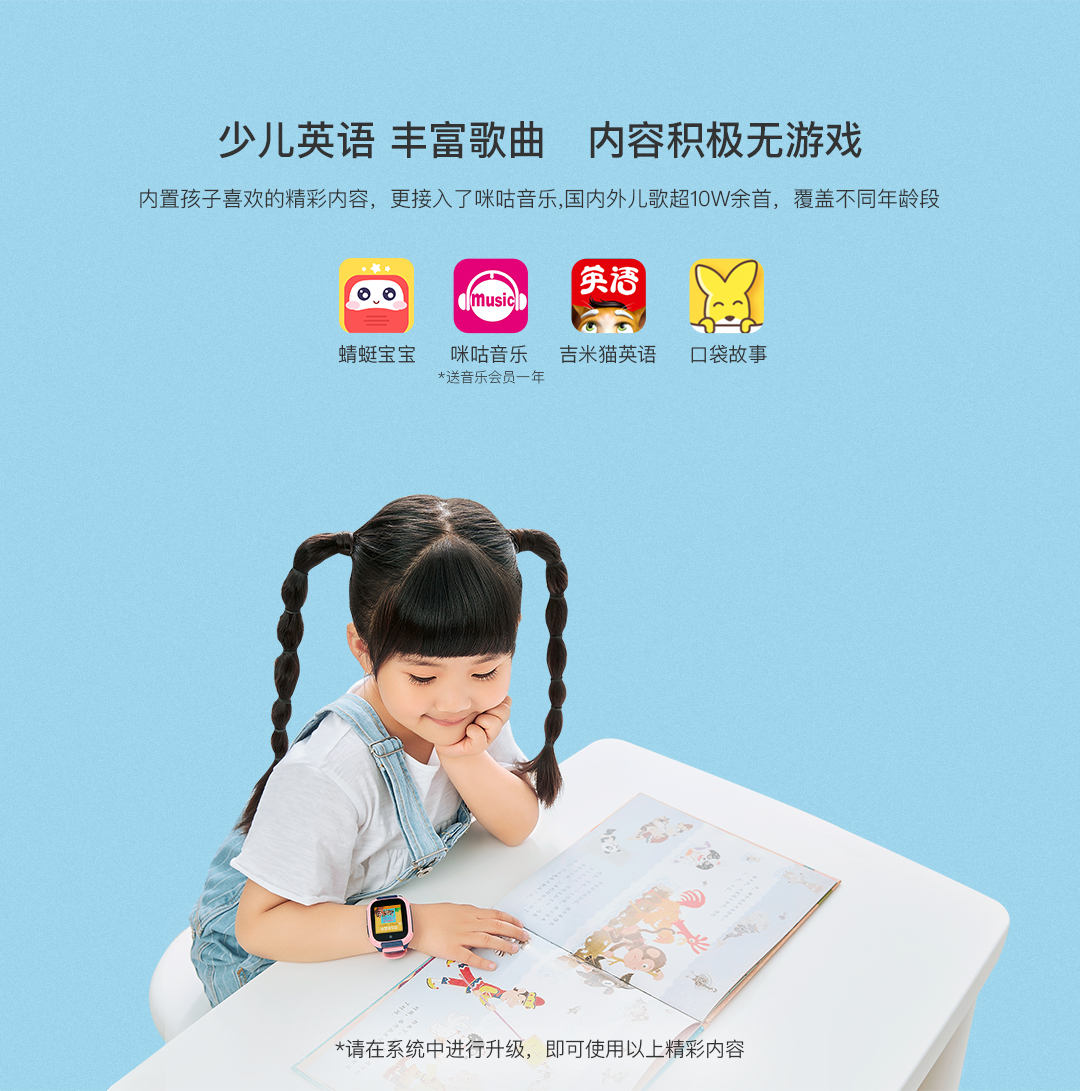 少儿英语 丰富歌曲 内容积极无游戏
内置孩子喜欢的精彩内容，更接入了咪咕音乐,国内外儿歌超10W余首，覆盖不同年龄段
英语
music
蜻蜓宝宝 咪咕音乐 吉米猫英语 口袋故事
*送音乐会员一年
*请在系统中进行升级，即可使用以上精彩内容